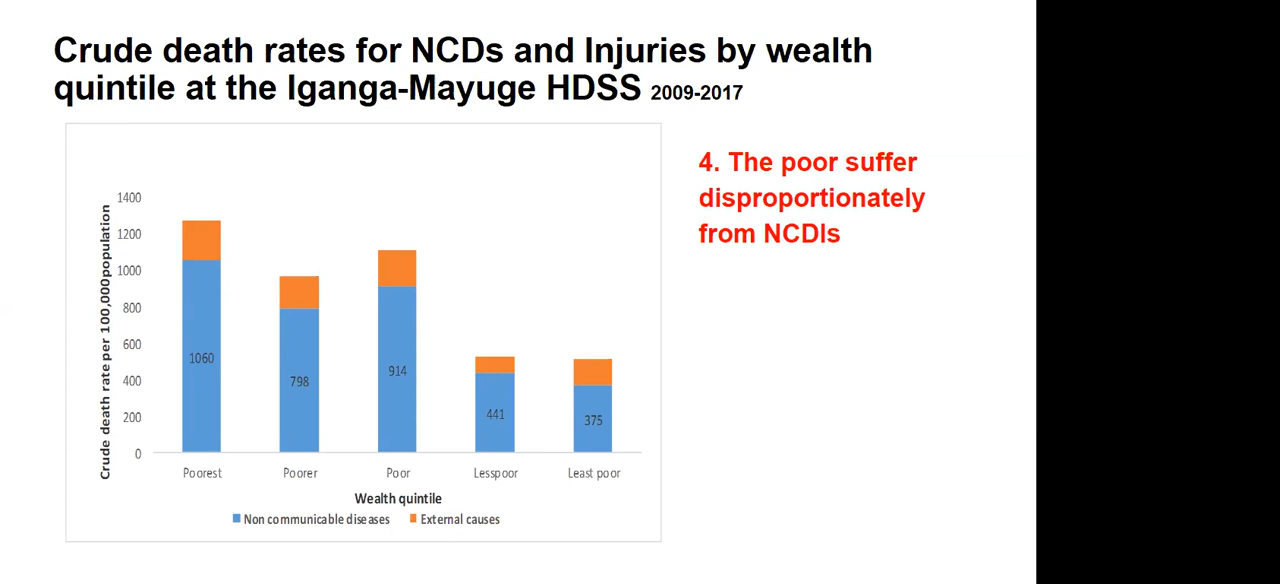 Crude death rates for NCDs and Injuries by wealth
quintile at the Iganga-Mayuge HDSS 2009-2017
4. The poor suffer
disproportionately
from NCDIs
Crude death rate per 100,000 population
1400
1200
1000
800
600
400
200
0
1060
798
914
441
375
Poorest
Poorer
Poor
Lesspoor
Least poor
Wealth quintile
Non communicable diseases
External causes